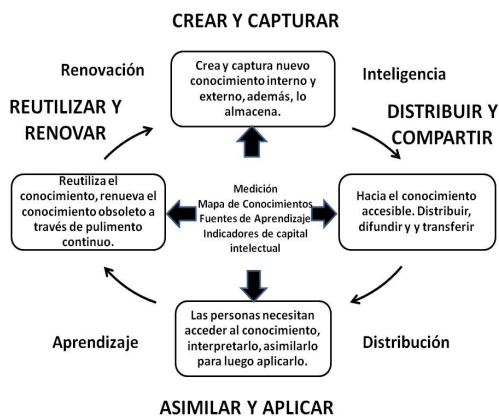 CREAR Y CAPTURAR
Renovación
Crea y captura nuevo
conocimiento interno y
externo, además, lo
almacena.
Inteligencia
REUTILIZAR Y
RENOVAR
DISTRIBUIR Y
COMPARTIR
Reutiliza el
conocimiento, renueva el
conocimiento obsoleto a
través de pulimento
continuo.
Medición
Mapa de Conocimientos
Fuentes de Aprendizaje
Indicadores de capital
intelectual
Hacia el conocimiento
accesible. Distribuir,
difundir y y transferir
Aprendizaje
Las personas necesitan
acceder al conocimiento,
interpretarlo, asimilarlo
para luego aplicarlo.
Distribución
ASIMILAR Y APLICAR